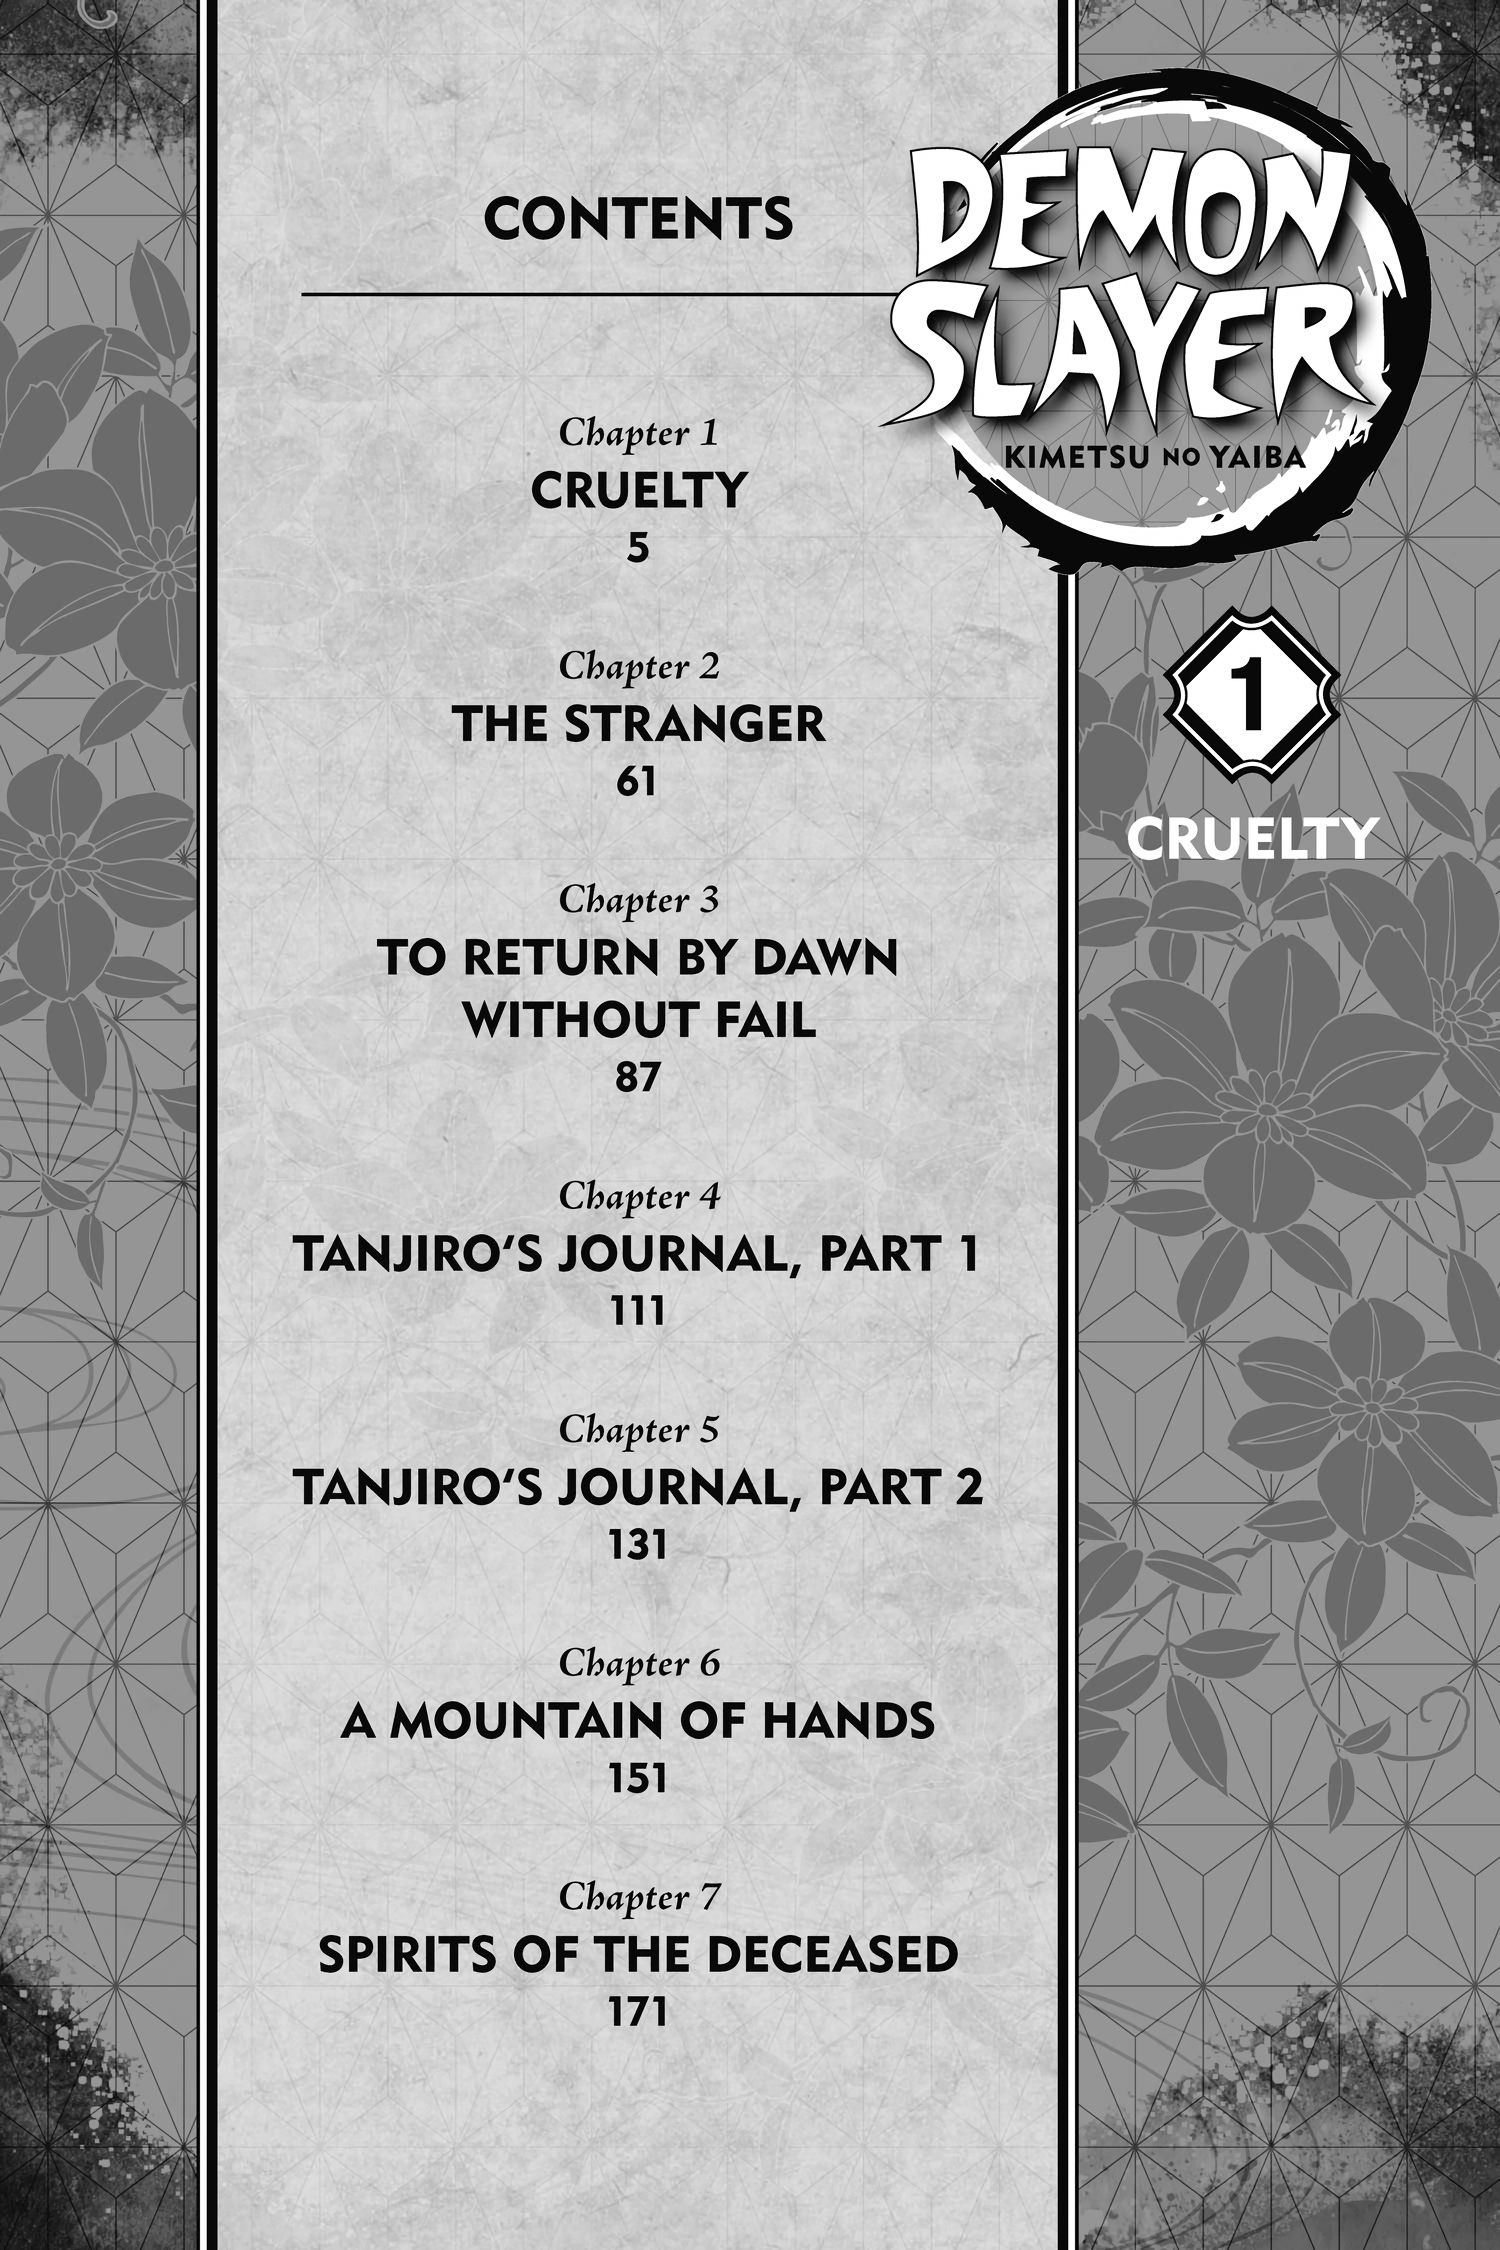 CONTENTS
Chapter 1
CRUELTY
5
Chapter 2
THE STRANGER
61
Chapter 3
TO RETURN BY DAWN
WITHOUT FAIL
87
Chapter 4
TANJIRO‘S JOURNAL, PART 1
111
Chapter 5
TANJIRO‘S JOURNAL, PART 2
131
Chapter 6
A MOUNTAIN OF HANDS
151
Chapter 7
SPIRITS OF THE DECEASED
171
DEMON
SLAYER
KIMETSU NO YAIBA
1
CRUELTY